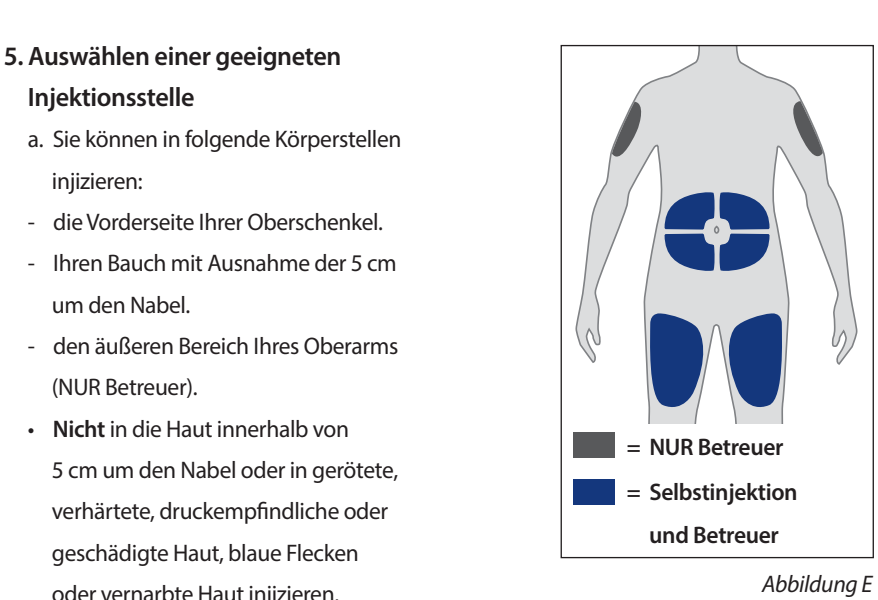 5. Auswählen einer geeigneten
Injektionsstelle
a. Sie können in folgende Körperstellen
injizieren:
- die Vorderseite Ihrer Oberschenkel.
- Ihren Bauch mit Ausnahme der 5 cm
um den Nabel.
- den äußeren Bereich Ihres Oberarms
(NUR Betreuer).
• Nicht in die Haut innerhalb von
5 cm um den Nabel oder in gerötete,
verhärtete, druckempfindliche oder
geschädigte Haut, blaue Flecken
oder vernarbte Haut injizieren.
= NUR Betreuer
= Selbstinjektion
und Betreuer
Abbildung E